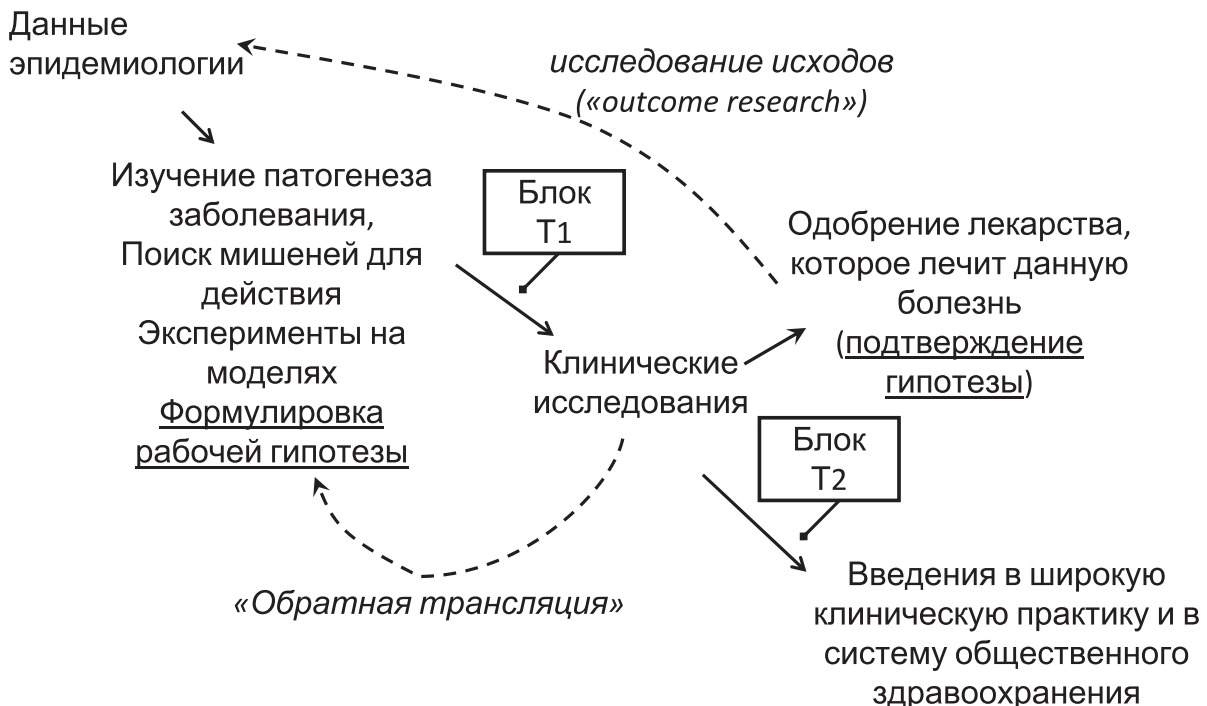 Данные
эпидемиологии
исследование исходов
(«outcome research»)
Изучение патогенеза
заболевания,
Поиск мишеней для
действия
Эксперименты на
моделях
Формулировка
рабочей гипотезы
Блок
Т1
Одобрение лекарства,
которое лечит данную
болезнь
(подтверждение
гипотезы)
Клинические
исследования
Блок
Т2
«Обратная трансляция»
Введения в широкую
клиническую практику и в
систему общественного
здравоохранения